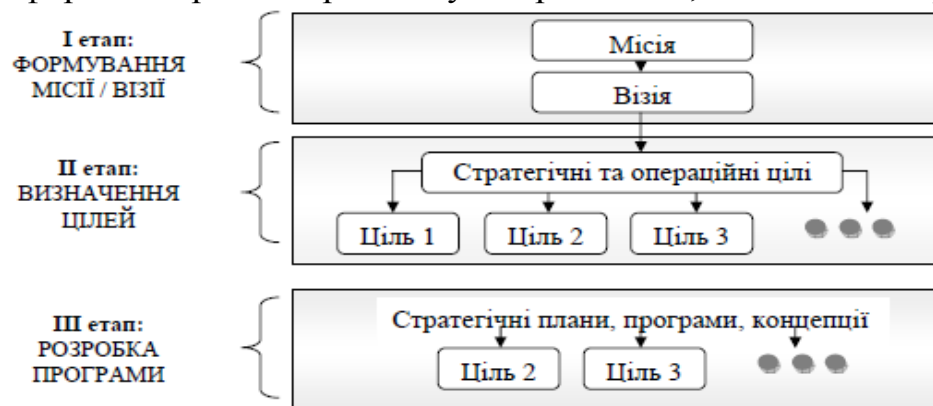 І етап:
ФОРМУВАННЯ
МІСІЇ / ВІЗІЇ
Місія
Візія
ІІ етап:
ВИЗНАЧЕННЯ
ЦІЛЕЙ
Стратегічні та операційні цілі
Ціль 1
Ціль 2
Ціль 3
ІІІ етап:
РОЗРОБКА
ПРОГРАМИ
Стратегічні плани, програми, концепції
Ціль 2
Ціль 3